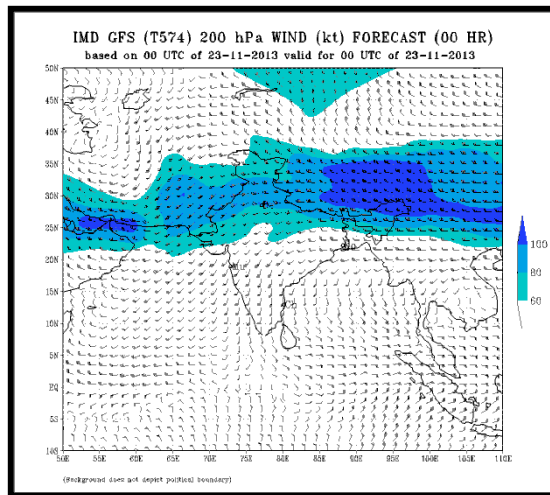 IMD GFS (T574) 200 hPa WIND (kt) FORECAST (00 HR)
based on 00 UTC of 23-11-2013 valid for 00 UTC of 23-11-2013
50N
45N
40N
35N
30N
25N
20N
15N
10N
5N
EQ
5S
10S
50E 55E 60E 65E 70E 75E 80E 85E 90E 95E 100E 105E 110E
100
80
60
(Background does not depict political boundary)